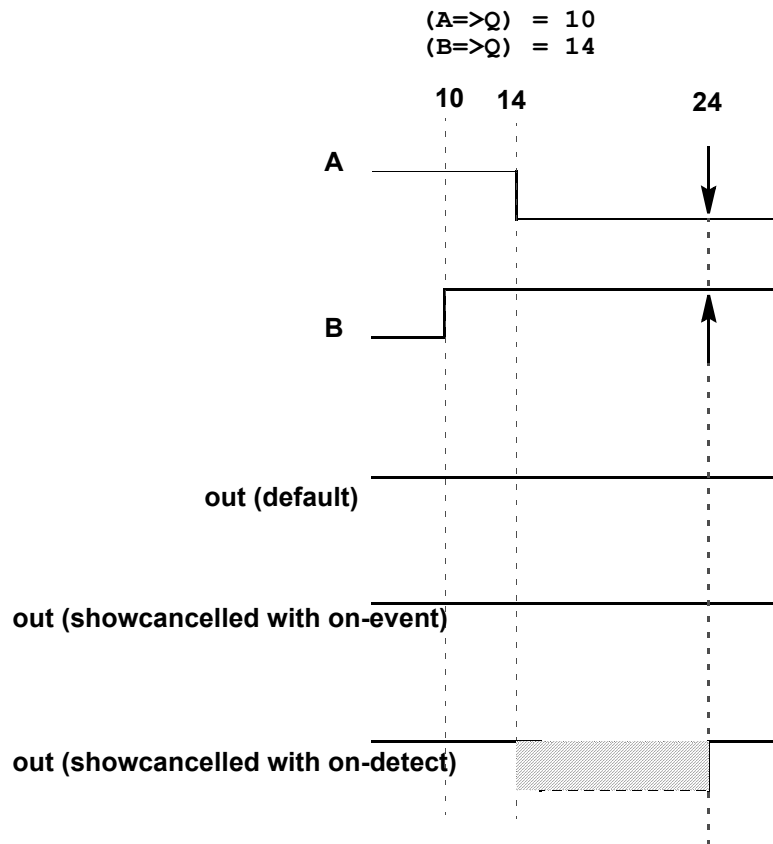 (A=>Q) = 10
(B=>Q) = 14
10 14 24
A
B
out (default)
out (showcancelled with on-event)
out (showcancelled with on-detect)